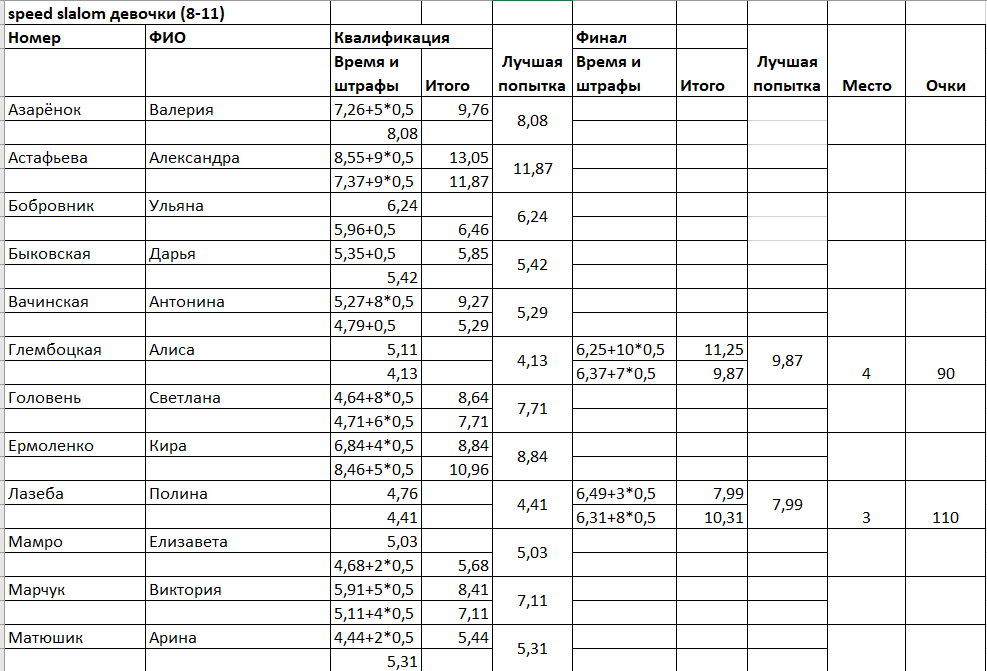 speed slalom девочки (8-11)
Номер ФИО Квалификация Лучшая попытка Финал Лучшая попытка Место Очки
Время и штрафы Итого Время и штрафы Итого
Азарёнок Валерия 7,26+5*0,5 9,76 8,08
8,08
Астафьева Александра 8,55+9*0,5 13,05 11,87
7,37+9*0,5 11,87
Бобровник Ульяна 6,24 6,24
5,96+0,5 6,46
Быковская Дарья 5,35+0,5 5,85 5,42
5,42
Вачинская Антонина 5,27+8*0,5 9,27 5,29
4,79+0,5 5,29
Глембоцкая Алиса 5,11 4,13 6,25+10*0,5 11,25 9,87
4,13 6,37+7*0,5 9,87 4 90
Головень Светлана 4,64+8*0,5 8,64 7,71
4,71+6*0,5 7,71
Ермоленко Кира 6,84+4*0,5 8,84 8,84
8,46+5*0,5 10,96
Лазеба Полина 4,76 4,41 6,49+3*0,5 7,99 7,99
4,41 6,31+8*0,5 10,31 3 110
Мамро Елизавета 5,03 5,03
4,68+2*0,5 5,68
Марчук Виктория 5,91+5*0,5 8,41 7,11
5,11+4*0,5 7,11
Матюшик Арина 4,44+2*0,5 5,44 5,31
5,31